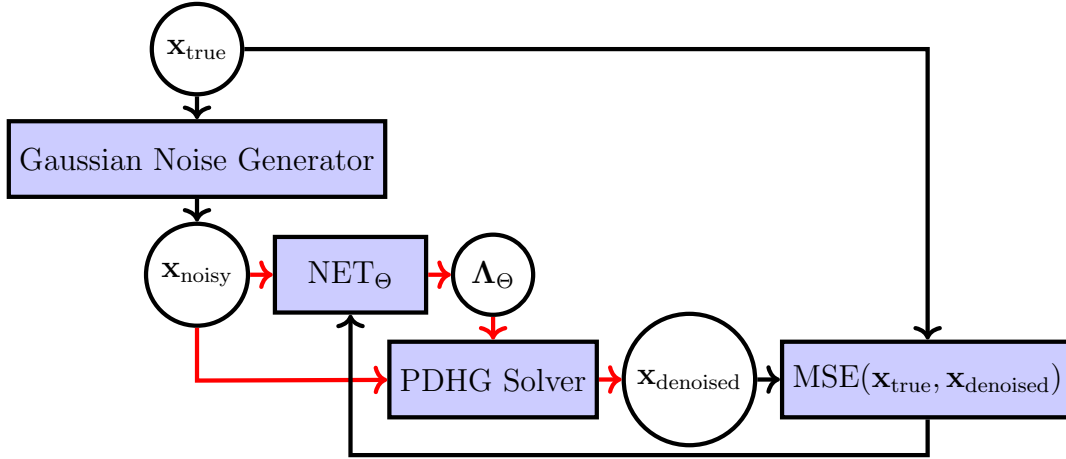 x_true
Gaussian Noise Generator
x_noisy
NET_Θ
Λ_Θ
PDHG Solver
x_denoised
MSE(x_true, x_denoised)